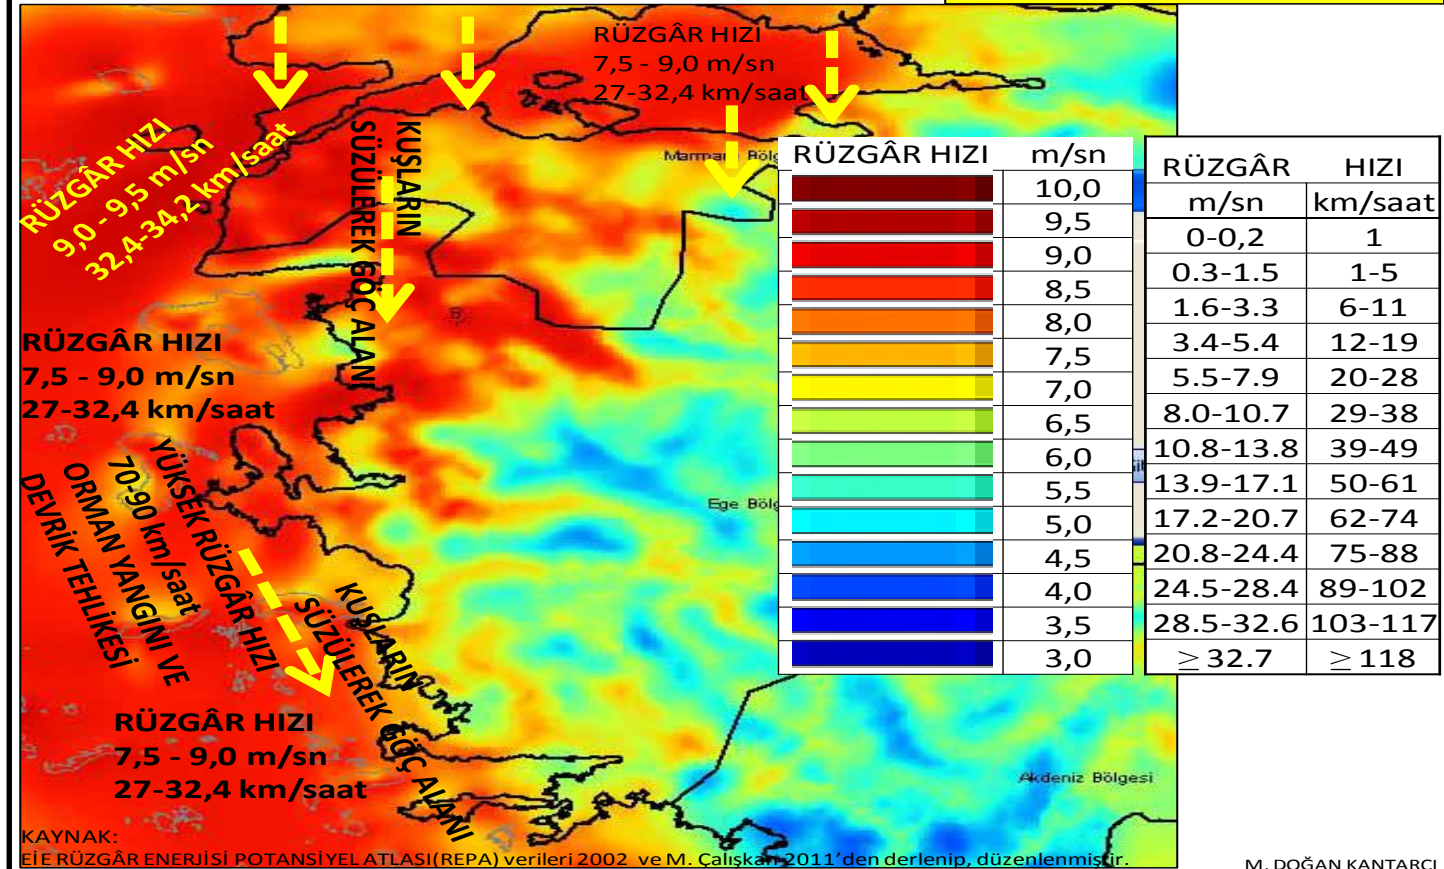 RÜZGÂR HIZI
7,5 - 9,0 m/sn
27-32,4 km/saat
RÜZGÂR HIZI
9,0 - 9,5 m/sn
32,4-34,2 km/saat
KUŞLARIN
SÜZÜLEREK GÖÇ ALANI
Marmara Bölg
RÜZGÂR HIZI m/sn
10,0
9,5
9,0
8,5
8,0
7,5
7,0
6,5
6,0
5,5
5,0
4,5
4,0
3,5
3,0
RÜZGÂR HIZI
m/sn km/saat
0-0,2 1
0.3-1.5 1-5
1.6-3.3 6-11
3.4-5.4 12-19
5.5-7.9 20-28
8.0-10.7 29-38
10.8-13.8 39-49
13.9-17.1 50-61
17.2-20.7 62-74
20.8-24.4 75-88
24.5-28.4 89-102
28.5-32.6 103-117
≥ 32.7 ≥ 118
RÜZGÂR HIZI
7,5 - 9,0 m/sn
27-32,4 km/saat
YÜKSEK RÜZGÂR HIZI
70-90 km/saat
ORMAN YANGINI VE
DEVRİK TEHLİKESİ
Ege Bölg
KUŞLARIN
SÜZÜLEREK GÖÇ ALANI
RÜZGÂR HIZI
7,5 - 9,0 m/sn
27-32,4 km/saat
Akdeniz Bölgesi
KAYNAK:
EİE RÜZGÂR ENERJİSİ POTANSİYEL ATLASI(REPA) verileri 2002 ve M. Çalışkan 2011'den derlenip, düzenlenmiştir.
M. DOĞAN KANTARCI